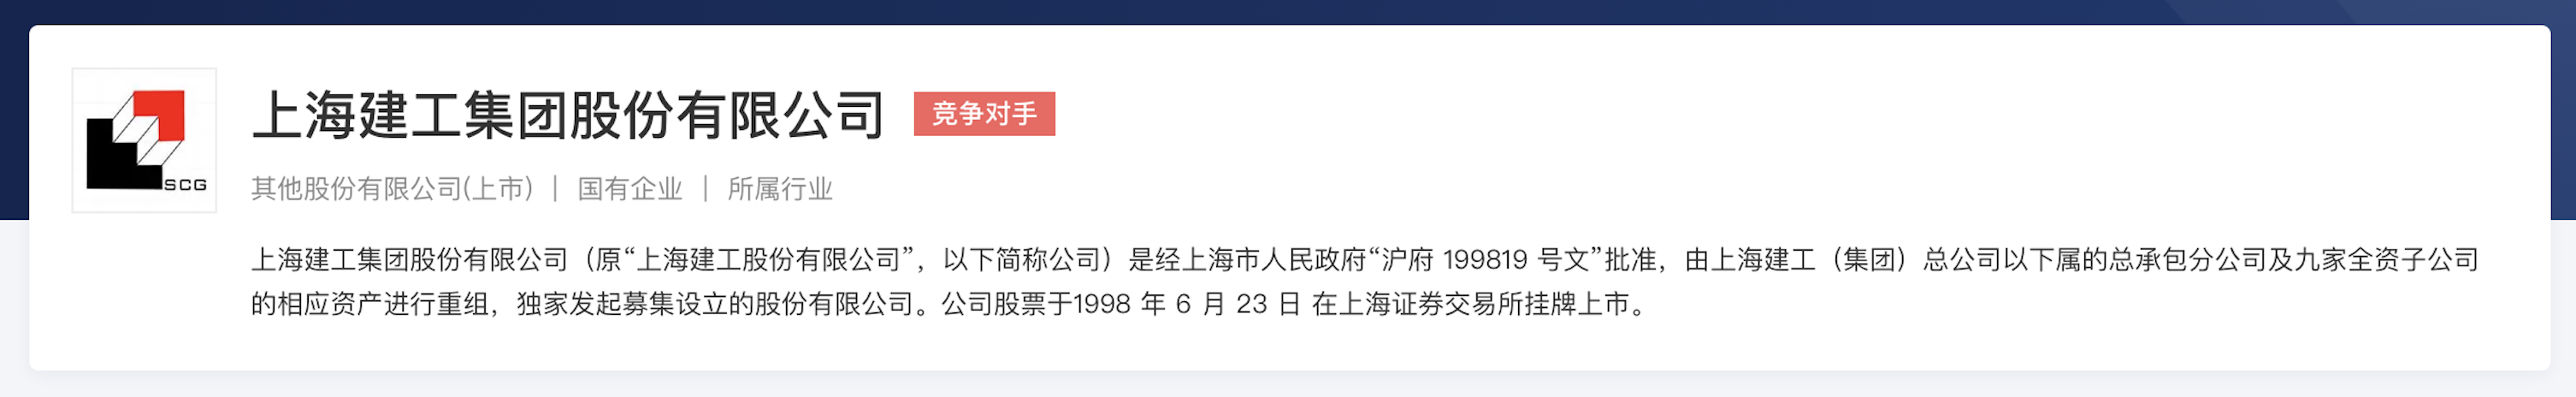 上海建工集团股份有限公司 竞争对手
SCG
其他股份有限公司(上市) | 国有企业 | 所属行业
上海建工集团股份有限公司（原“上海建工股份有限公司”，以下简称公司）是经上海市人民政府“沪府 199819 号文”批准，由上海建工（集团）总公司以下属的总承包分公司及九家全资子公司
的相应资产进行重组，独家发起募集设立的股份有限公司。公司股票于1998 年 6 月 23 日 在上海证券交易所挂牌上市。